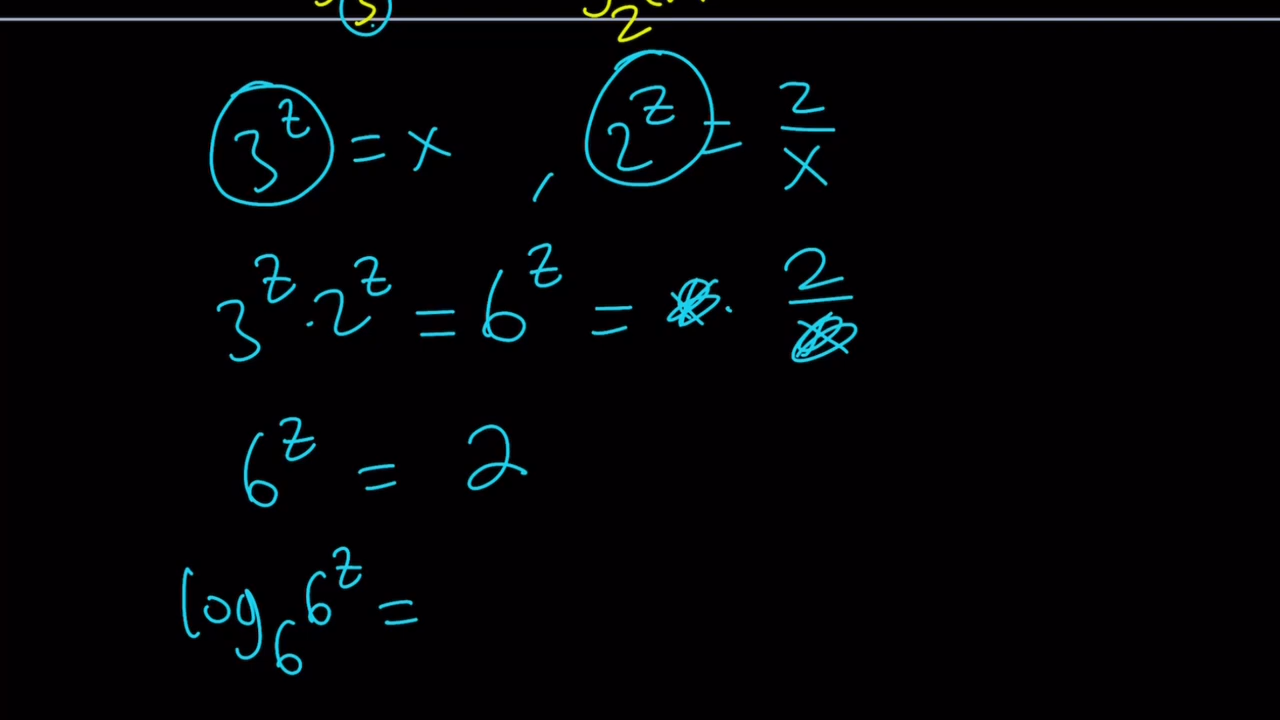 3^z = x , 2^z = 2/x
3^z · 2^z = 6^z = x · 2/x
6^z = 2
log_6 6^z =